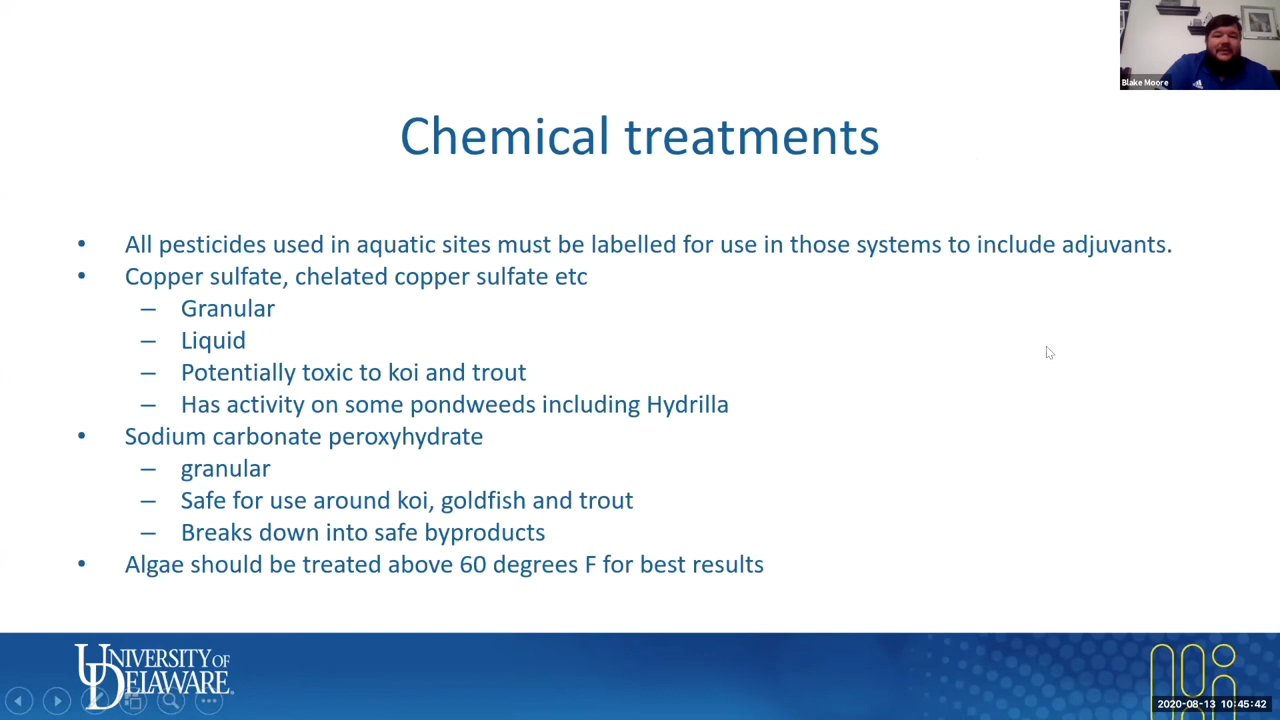 Blake Moore
Chemical treatments
• All pesticides used in aquatic sites must be labelled for use in those systems to include adjuvants.
• Copper sulfate, chelated copper sulfate etc
– Granular
– Liquid
– Potentially toxic to koi and trout
– Has activity on some pondweeds including Hydrilla
• Sodium carbonate peroxyhydrate
– granular
– Safe for use around koi, goldfish and trout
– Breaks down into safe byproducts
• Algae should be treated above 60 degrees F for best results
UNIVERSITY OF
DELAWARE.
2020-08-13 10:45:42